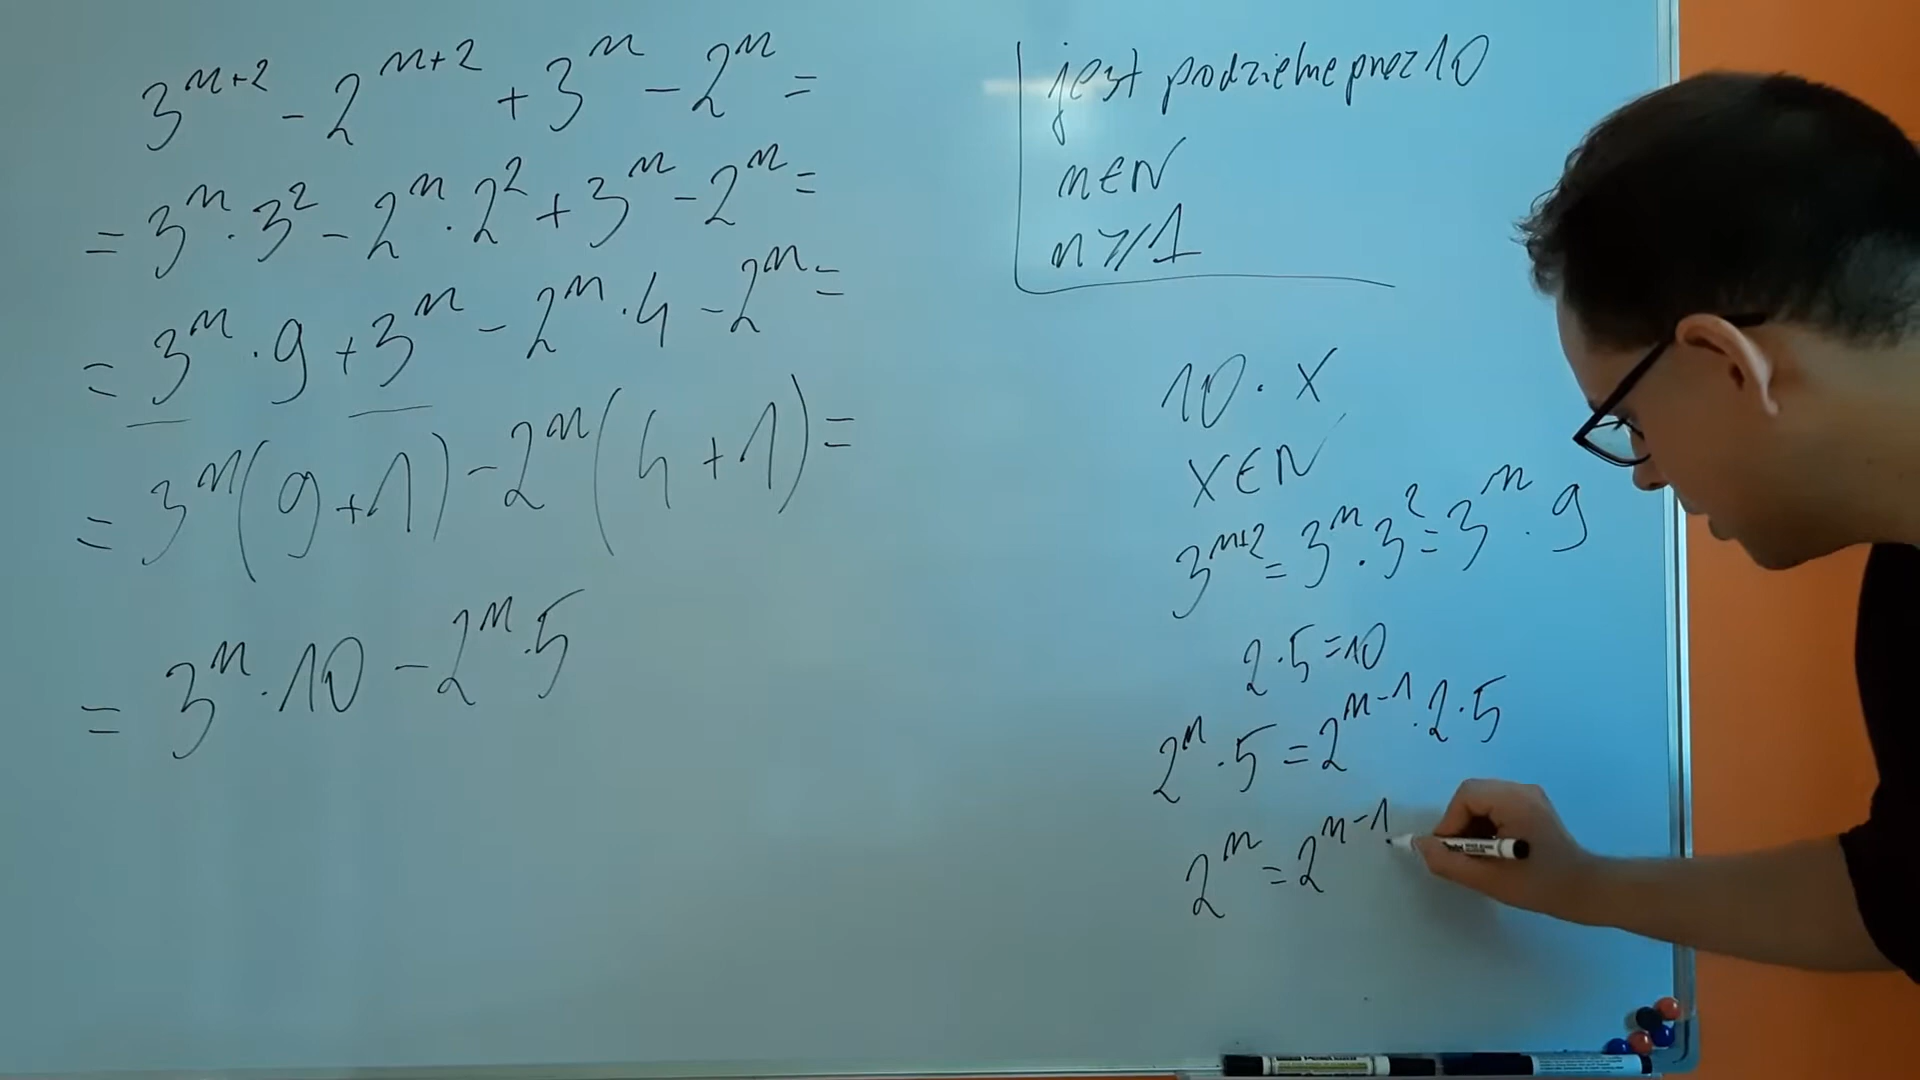 3^{n+2} - 2^{n+2} + 3^n - 2^n =
= 3^n · 3^2 - 2^n · 2^2 + 3^n - 2^n =
= 3^n · 9 + 3^n - 2^n · 4 - 2^n =
= 3^n(9+1) - 2^n(4+1) =
= 3^n · 10 - 2^n · 5
jest podzielne przez 10
n∈N
n≥1
10 · x
x∈N
3^{n+2} = 3^n · 3^2 = 3^n · 9
2 · 5 = 10
2^n · 5 = 2^{n-1} · 2 · 5
2^n = 2^{n-1}